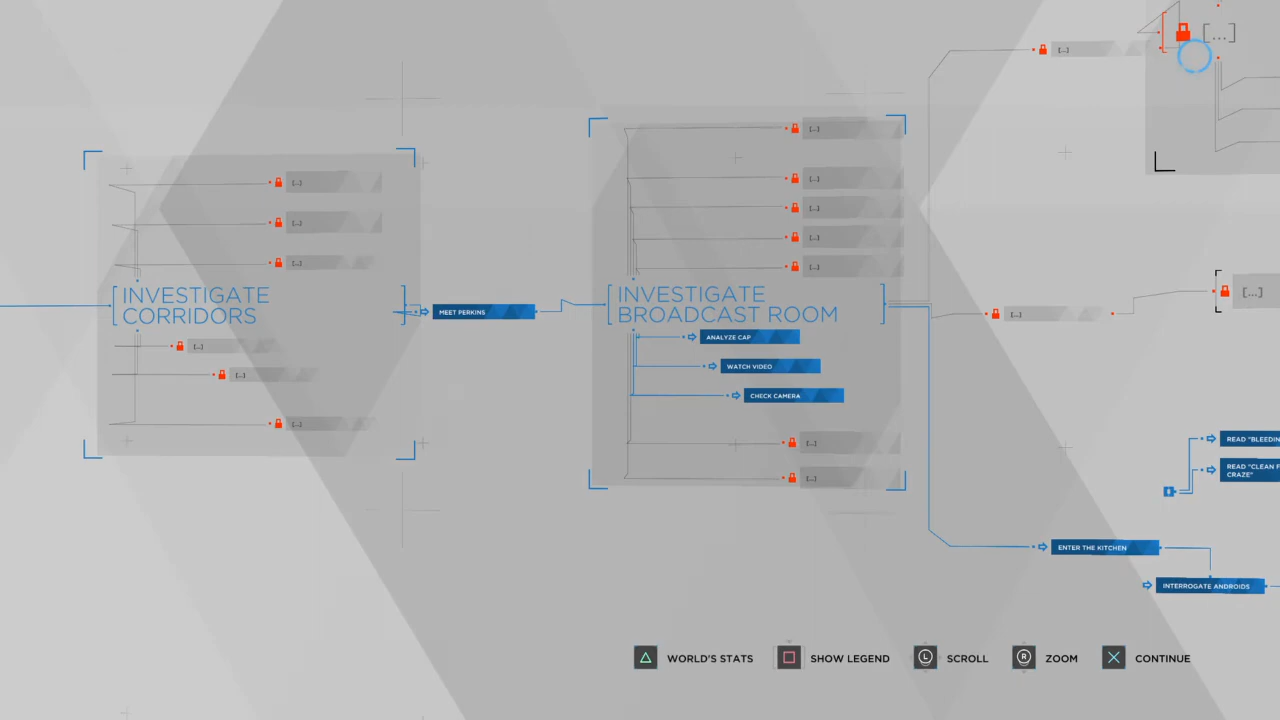 [...]
[...]
[...]
[...]
[...]
[...]
[...]
[...]
[...]
[...]
INVESTIGATE
CORRIDORS
MEET PERKINS
INVESTIGATE
BROADCAST ROOM
[...]
[...]
[...]
[...]
ANALYZE CAP
WATCH VIDEO
CHECK CAMERA
[...]
[...]
[...]
READ "BLEEDIN
READ "CLEAN F
CRAZE"
ENTER THE KITCHEN
INTERROGATE ANDROIDS
WORLD'S STATS
SHOW LEGEND
L
SCROLL
R
ZOOM
CONTINUE